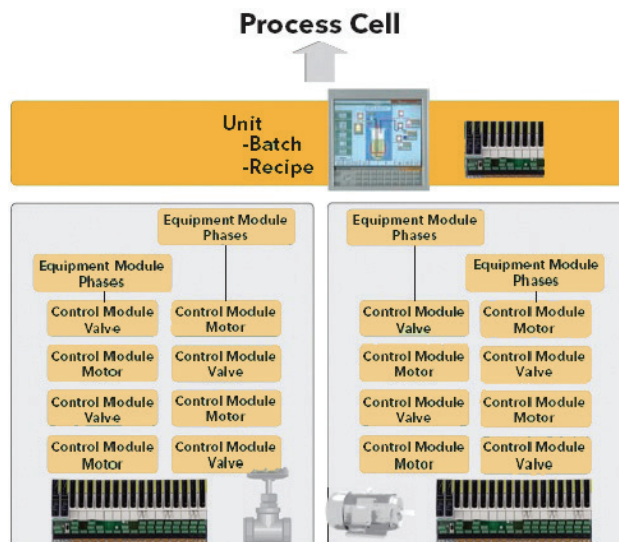 Process Cell
Unit
-Batch
-Recipe
Equipment Module
Phases
Equipment Module
Phases
Control Module
Valve
Control Module
Motor
Control Module
Motor
Control Module
Valve
Control Module
Valve
Control Module
Motor
Control Module
Motor
Control Module
Valve
Equipment Module
Phases
Equipment Module
Phases
Control Module
Valve
Control Module
Motor
Control Module
Motor
Control Module
Valve
Control Module
Valve
Control Module
Motor
Control Module
Motor
Control Module
Valve